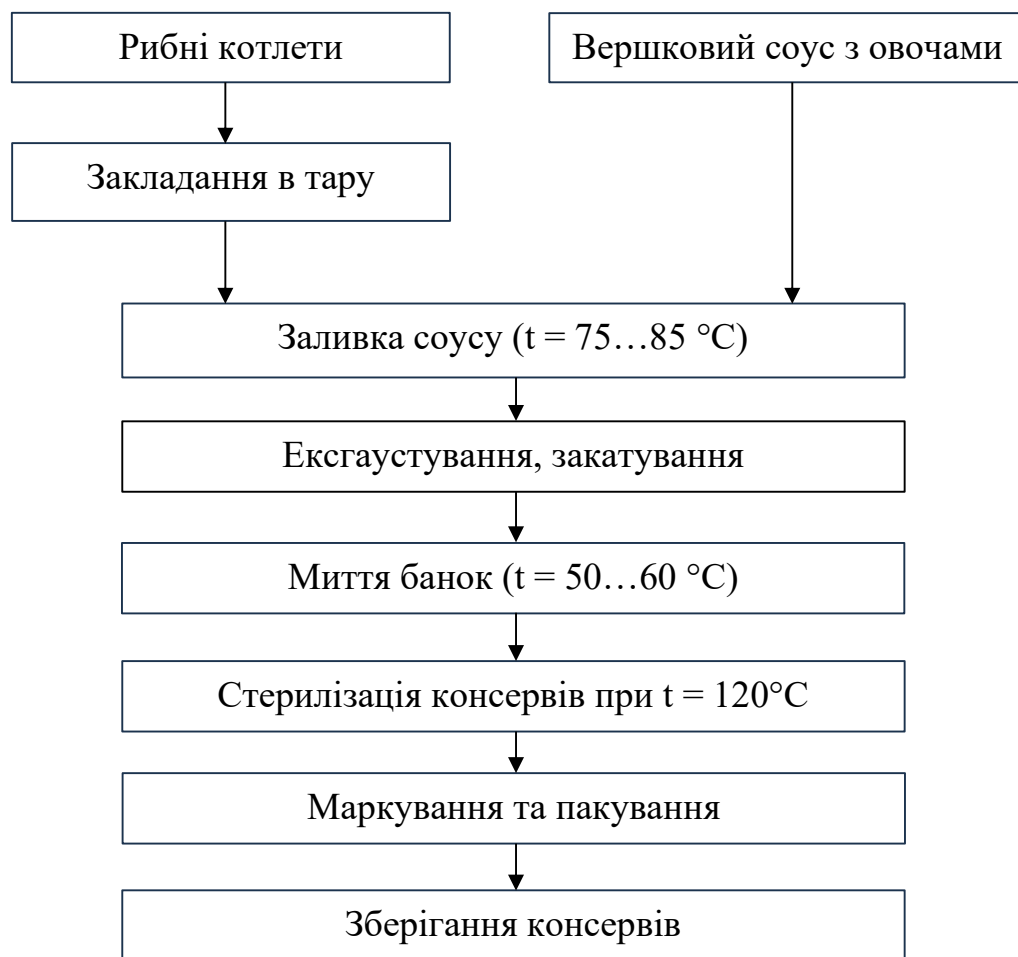 Рибні котлети
Вершковий соус з овочами
Закладання в тару
Заливка соусу (t = 75…85 °C)
Ексгаустування, закатування
Миття банок (t = 50…60 °C)
Стерилізація консервів при t = 120°C
Маркування та пакування
Зберігання консервів